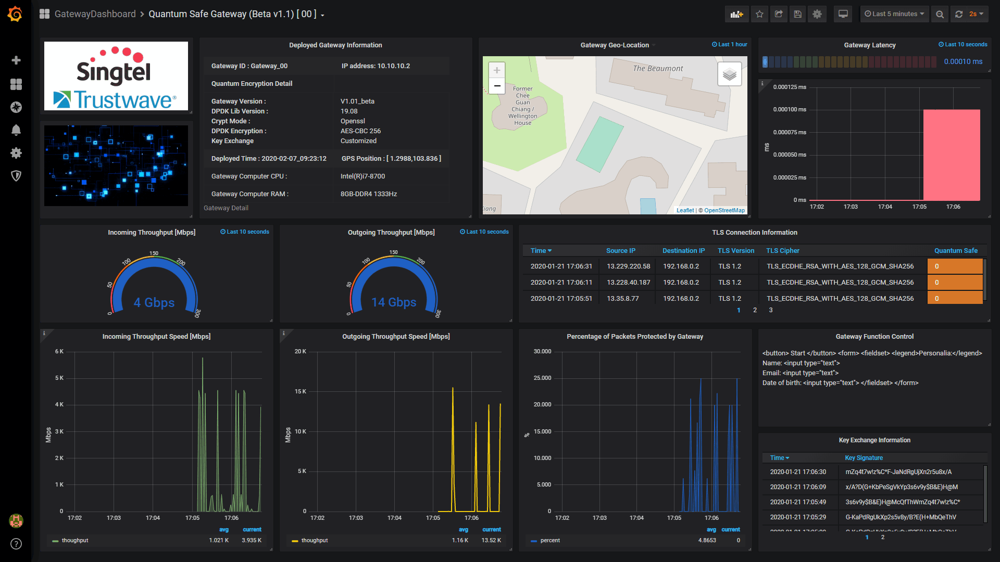 GatewayDashboard > Quantum Safe Gateway (Beta v1.1) [ 00 ]
Last 5 minutes
2s
Singtel
Trustwave®
Deployed Gateway Information
Gateway ID : Gateway_00 IP address: 10.10.10.2
Quantum Encryption Detail
Gateway Version : V1.01_beta
DPDK Lib Version : 19.08
Crypt Mode : Openssl
DPDK Encryption : AES-CBC 256
Key Exchange Customized
Deployed Time : 2020-02-07_09:23:12 GPS Position : [ 1.2988,103.836 ]
Gateway Computer CPU : Intel(R)i7-8700
Gateway Computer RAM : 8GB-DDR4 1333Hz
Gateway Detail
Gateway Geo-Location Last 1 hour
+
−
The Beaumont
Former
Chee
Guan
Chiang /
Wellington
House
Kiang
Leaflet | © OpenStreetMap
Gateway Latency Last 10 seconds
0.00010 ms
0.000125 ms
0.000100 ms
0.000075 ms
0.000050 ms
0.000025 ms
0 ms
ms
17:02 17:03 17:04 17:05 17:06
Incoming Throughput [Mbps] Last 10 seconds
0 50 100 150 200 300
4 Gbps
Outgoing Throughput [Mbps] Last 10 seconds
0 50 100 150 200 300
14 Gbps
TLS Connection Information
Time Source IP Destination IP TLS Version TLS Cipher Quantum Safe
2020-01-21 17:06:31 13.229.220.58 192.168.0.2 TLS 1.2 TLS_ECDHE_RSA_WITH_AES_128_GCM_SHA256 0
2020-01-21 17:06:11 13.228.40.187 192.168.0.2 TLS 1.2 TLS_ECDHE_RSA_WITH_AES_128_GCM_SHA256 0
2020-01-21 17:05:51 13.35.8.77 192.168.0.2 TLS 1.2 TLS_ECDHE_RSA_WITH_AES_128_GCM_SHA256 0
1 2 3
Incoming Throughput Speed [Mbps]
6 K
5 K
4 K
3 K
2 K
1 K
0
Mbps
17:02 17:03 17:04 17:05 17:06
avg current
thoughput 1.021 K 3.935 K
Outgoing Throughput Speed [Mbps]
20 K
15 K
10 K
5 K
0
Mbps
17:02 17:03 17:04 17:05 17:06
avg current
thoughput 1.16 K 13.52 K
Percentage of Packets Protected by Gateway
30.000
25.000
20.000
15.000
10.000
5.000
0
%
17:02 17:03 17:04 17:05 17:06
avg current
percent 4.8653 0
Gateway Function Control
<button> Start </button> <form> <fieldset> <legend>Personalia:</legend>
Name: <input type="text">
Email: <input type="text">
Date of birth: <input type="text"> </fieldset> </form>
Key Exchange Information
Time Key Signature
2020-01-21 17:06:30 mZq4t7w!z%C*F-JaNdRgUjXn2r5u8x/A
2020-01-21 17:06:09 x/A?D(G+KbPeSgVkYp3s6v9y$B&E)H@M
2020-01-21 17:05:49 3s6v9y$B&E)H@McQfThWmZq4t7w!z%C*
2020-01-21 17:05:29 G-KaPdRgUkXp2s5v8y/B?E(H+MbQeThV
1 2